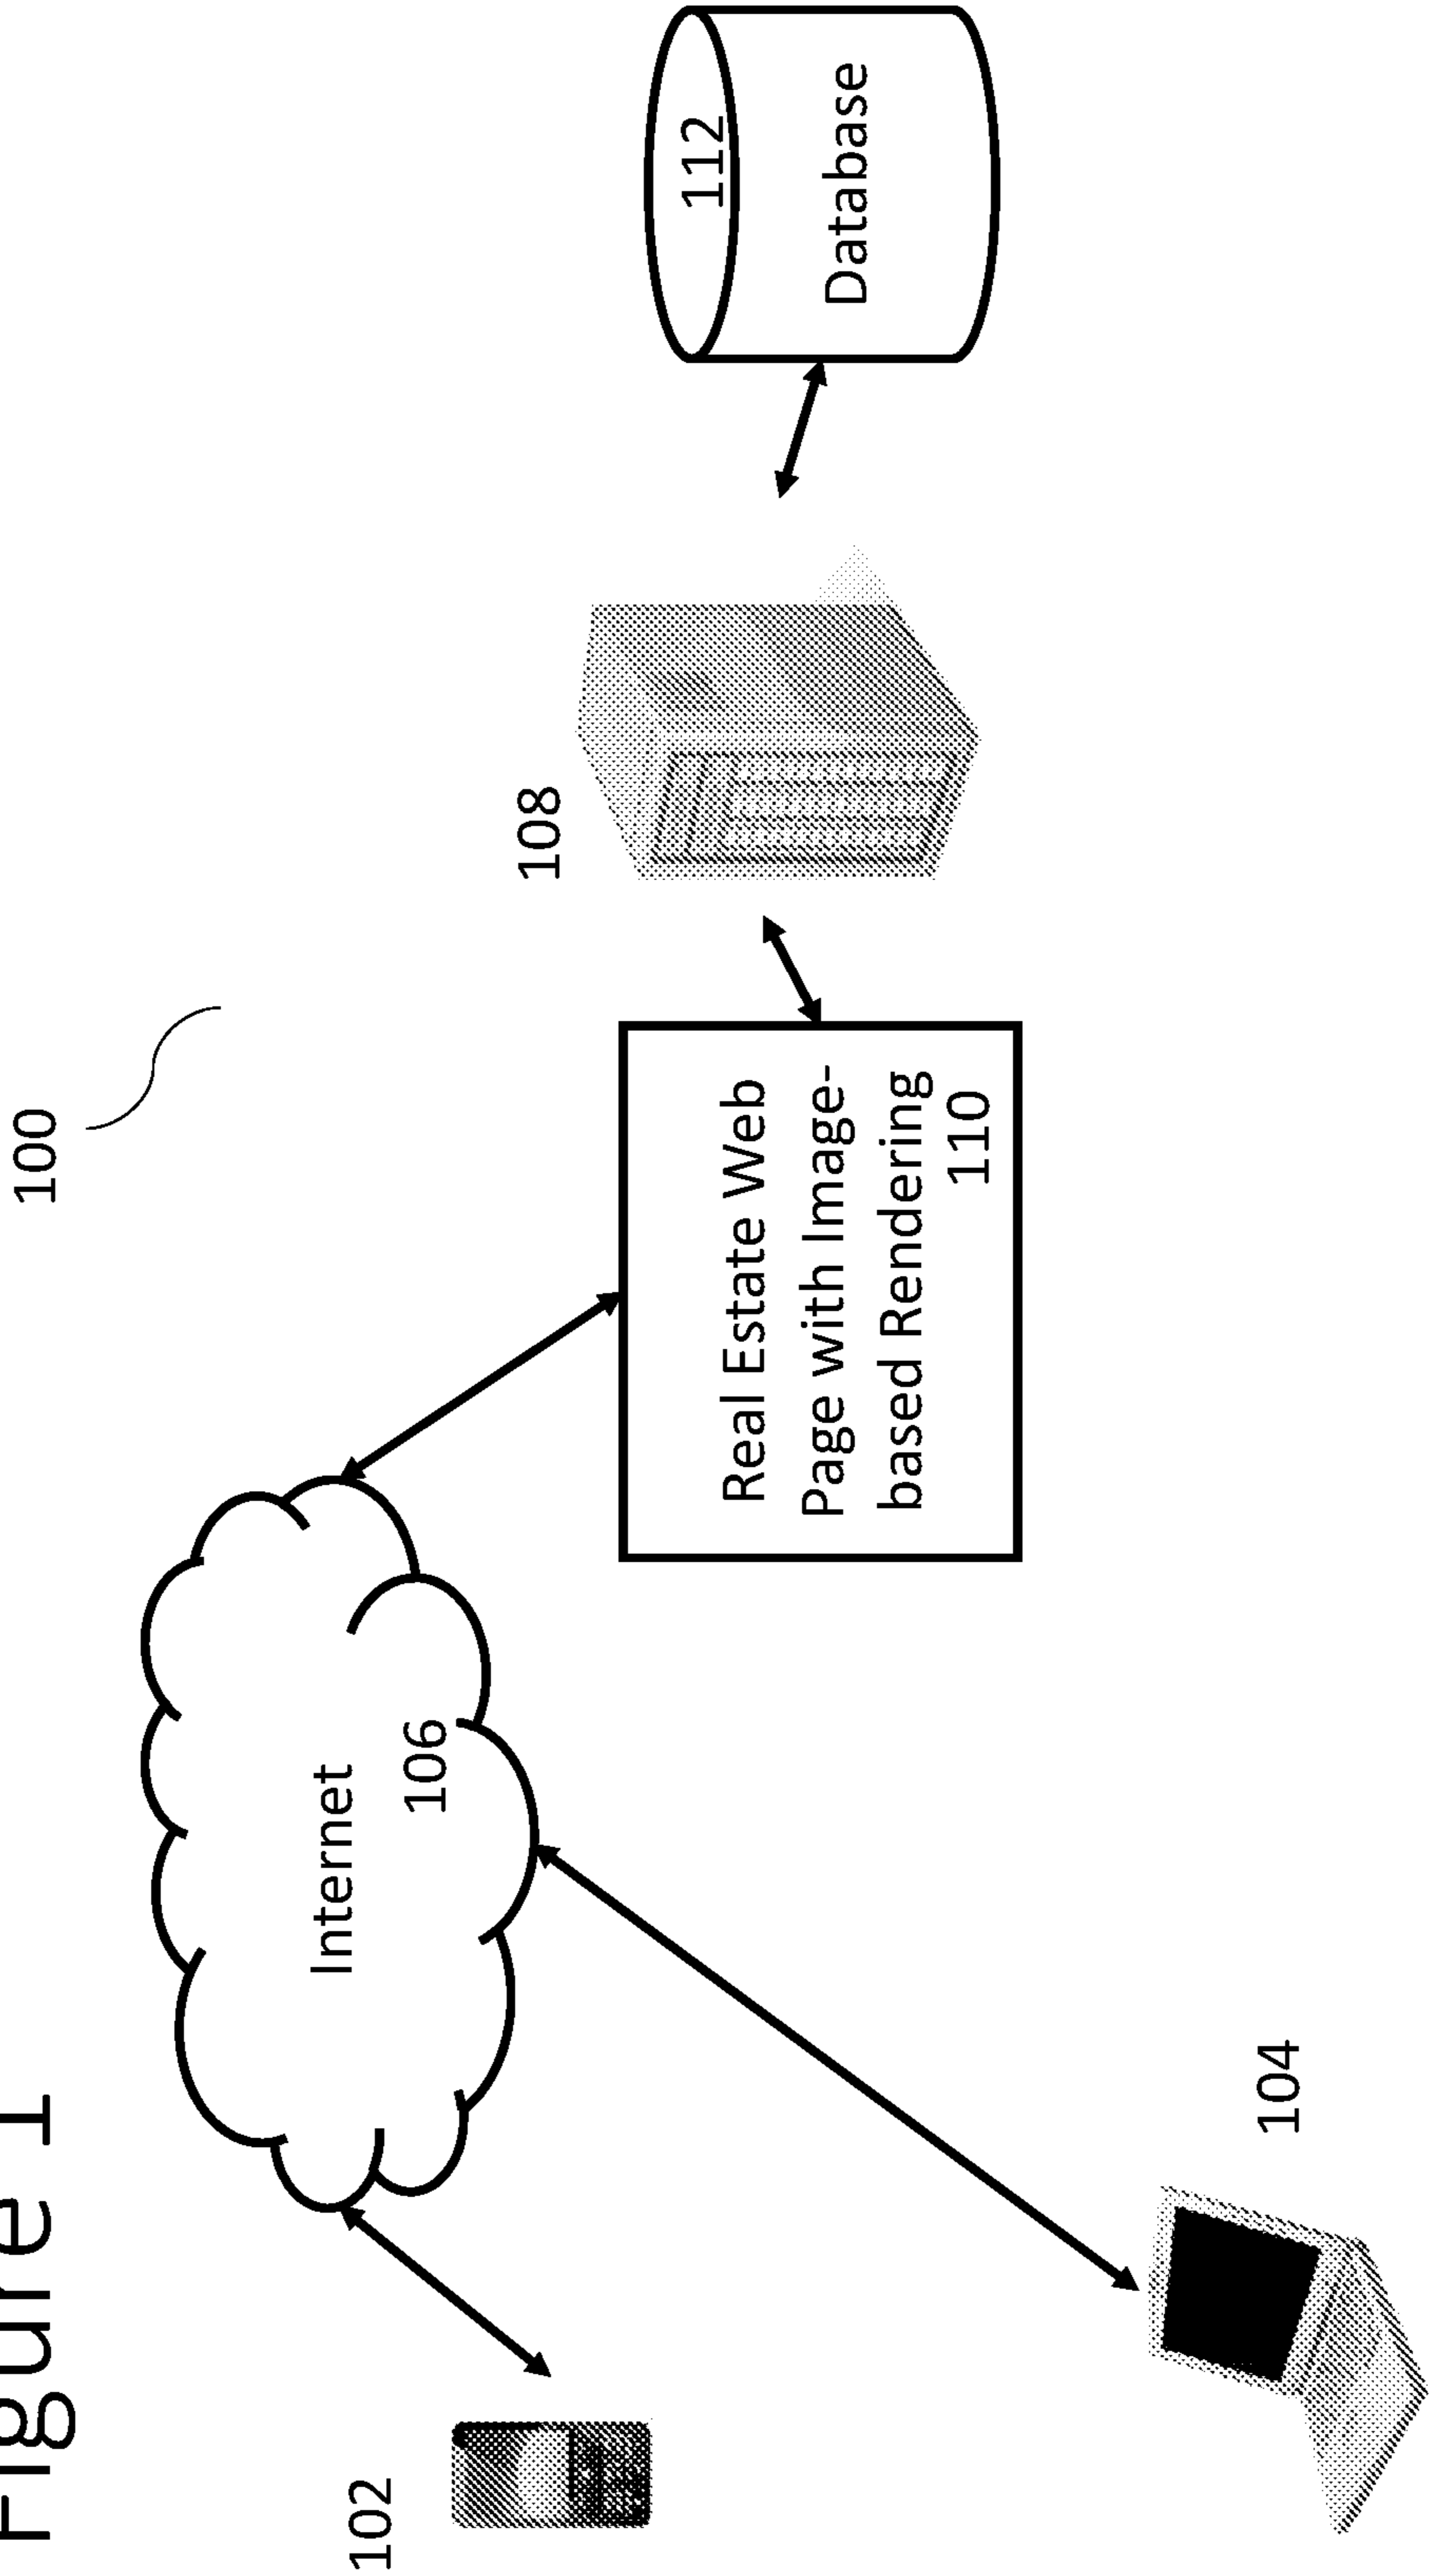 Figure 1
100
102
Internet
106
108
112
Database
Real Estate Web
Page with Image-
based Rendering
110
104